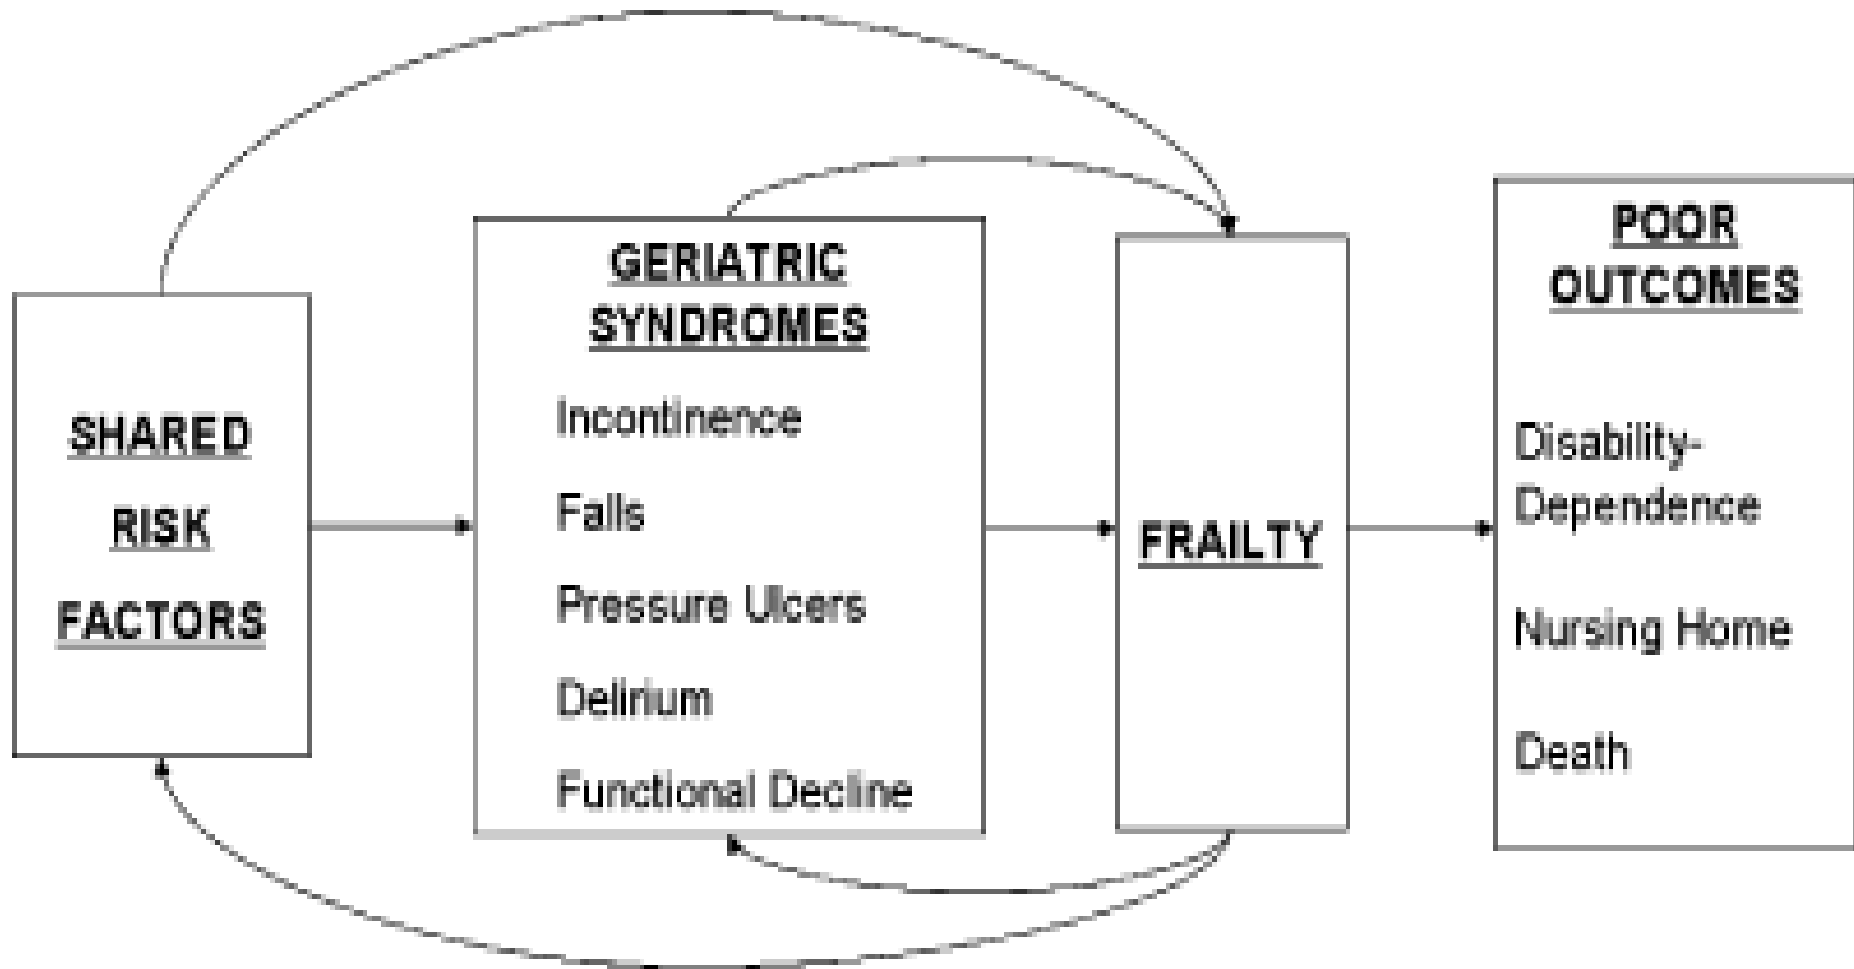 SHARED
RISK
FACTORS
GERIATRIC
SYNDROMES
Incontinence
Falls
Pressure Ulcers
Delirium
Functional Decline
FRAILTY
POOR
OUTCOMES
Disability-
Dependence
Nursing Home
Death